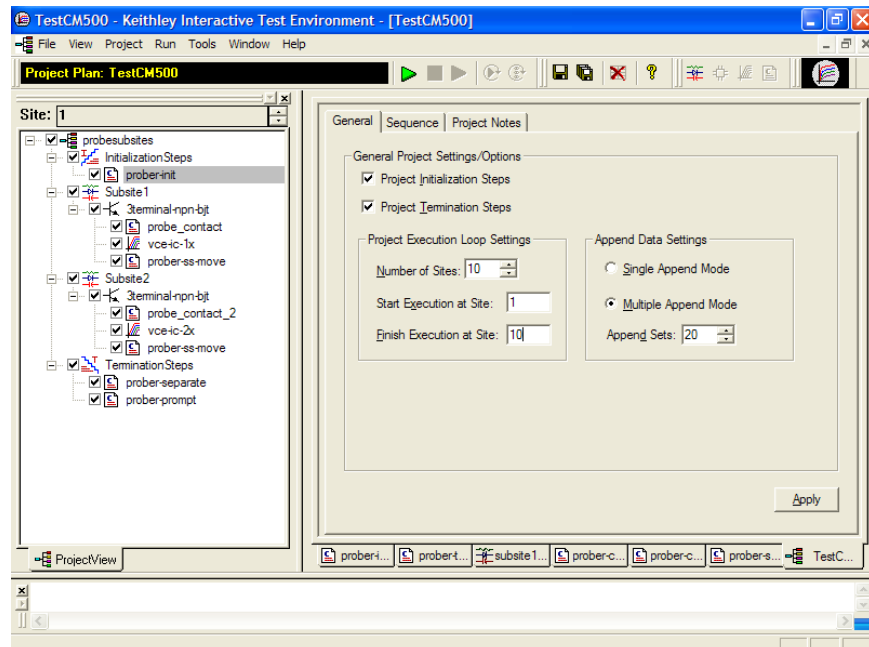 TestCM500 - Keithley Interactive Test Environment - [TestCM500]
File View Project Run Tools Window Help
Project Plan: TestCM500
Site: 1
probesubsites
InitializationSteps
prober-init
Subsite1
3terminal-npn-bjt
probe_contact
vce-ic-1x
prober-ss-move
Subsite2
3terminal-npn-bjt
probe_contact_2
vce-ic-2x
prober-ss-move
TerminationSteps
prober-separate
prober-prompt
ProjectView
General Sequence Project Notes
General Project Settings/Options
Project Initialization Steps
Project Termination Steps
Project Execution Loop Settings
Number of Sites: 10
Start Execution at Site: 1
Finish Execution at Site: 10
Append Data Settings
Single Append Mode
Multiple Append Mode
Append Sets: 20
Apply
prober-i... prober-t... subsite1... prober-c... prober-c... prober-s... TestC...